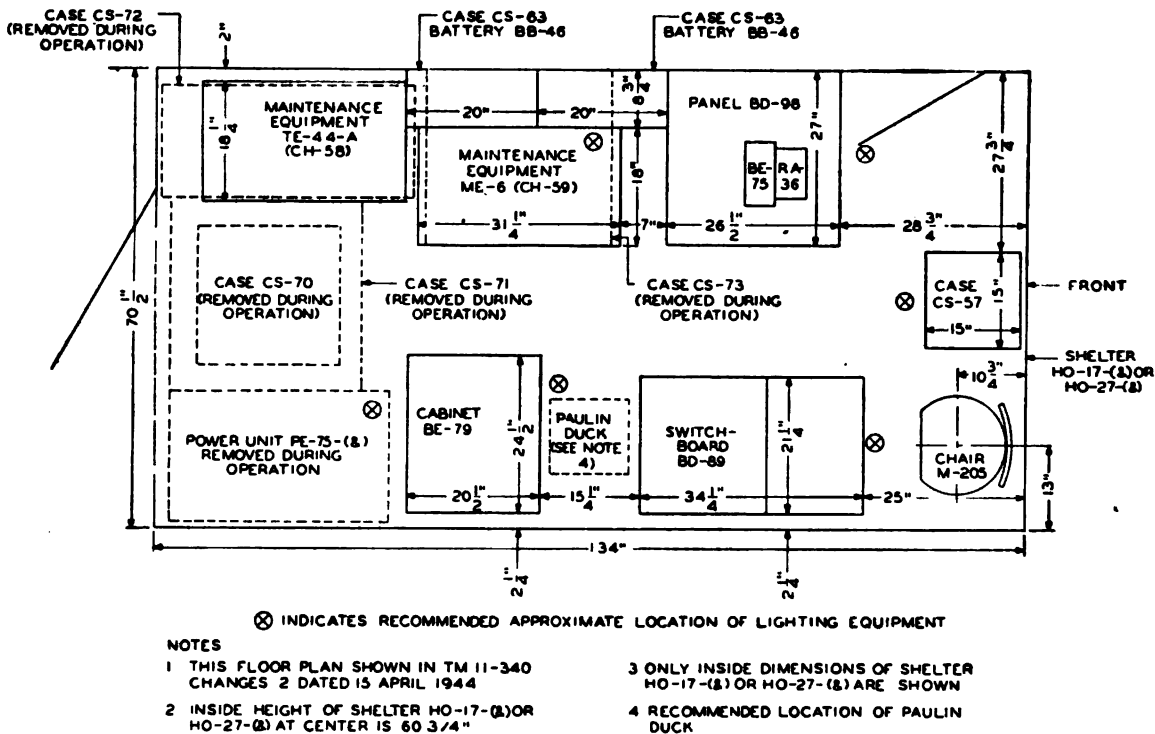 CASE CS-72
(REMOVED DURING
OPERATION)
2"
CASE CS-63
BATTERY BB-46
CASE CS-63
BATTERY BB-46
MAINTENANCE
EQUIPMENT
TE-44-A
(CH-58)
18 1/4"
20"
20"
8 3/4"
PANEL BD-98
27"
BE-
75
RA-
36
27 3/4"
MAINTENANCE
EQUIPMENT
ME-6 (CH-59)
18"
31 1/4"
7"
26 1/2"
28 3/4"
70 1/2"
CASE CS-70
(REMOVED DURING
OPERATION)
CASE CS-71
(REMOVED DURING
OPERATION)
CASE CS-73
(REMOVED DURING
OPERATION)
CASE
CS-57
15"
15"
FRONT
SHELTER
HO-17-(&) OR
HO-27-(&)
10 3/4"
POWER UNIT PE-75-(&)
REMOVED DURING
OPERATION
CABINET
BE-79
24 1/2"
20 1/2"
PAULIN
DUCK
(SEE NOTE
4)
15 1/4"
SWITCH-
BOARD
BD-89
21 1/4"
34 1/4"
25"
CHAIR
M-205
13"
134"
2 1/4"
2 1/4"
INDICATES RECOMMENDED APPROXIMATE LOCATION OF LIGHTING EQUIPMENT
NOTES
1 THIS FLOOR PLAN SHOWN IN TM 11-340
CHANGES 2 DATED 15 APRIL 1944
2 INSIDE HEIGHT OF SHELTER HO-17-(&) OR
HO-27-(&) AT CENTER IS 60 3/4"
3 ONLY INSIDE DIMENSIONS OF SHELTER
HO-17-(&) OR HO-27-(&) ARE SHOWN
4 RECOMMENDED LOCATION OF PAULIN
DUCK